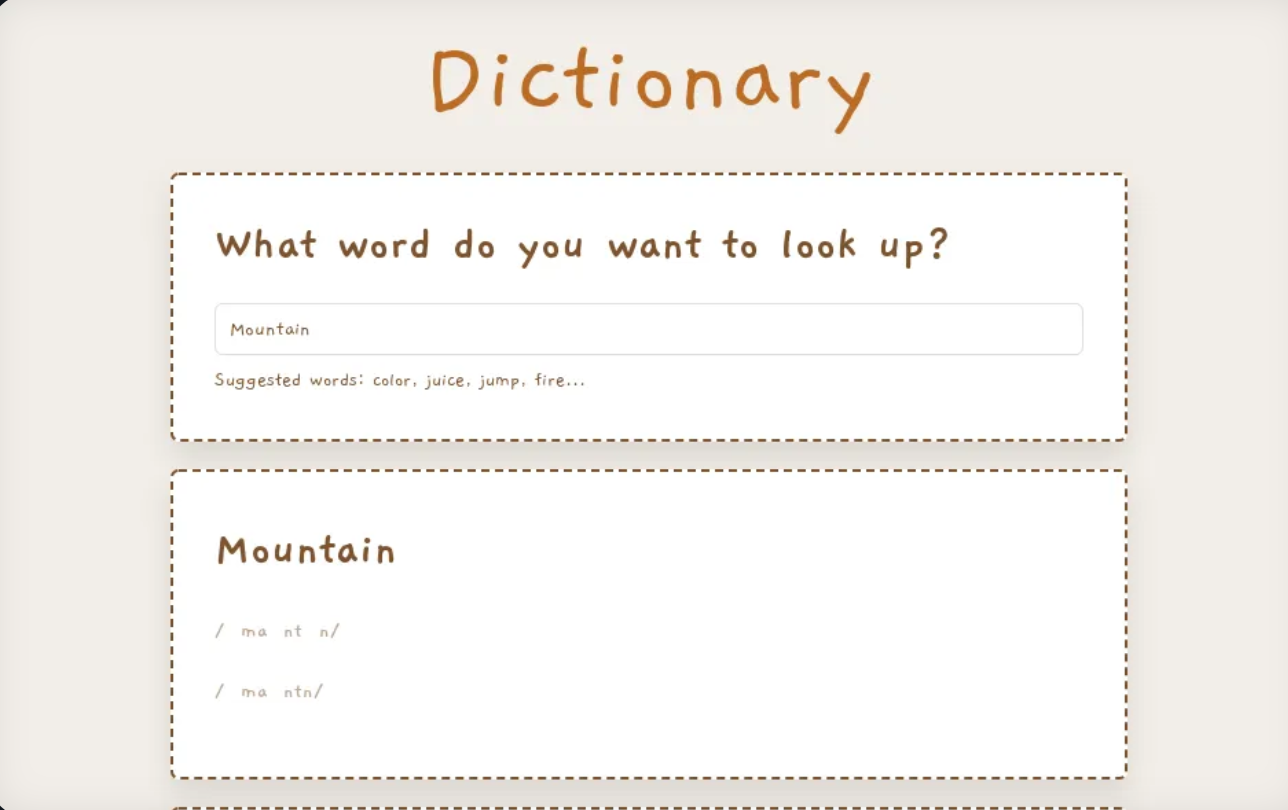 Dictionary
What word do you want to look up?
Mountain
Suggested words: color, juice, jump, fire...
Mountain
/ ma nt n/
/ ma ntn/